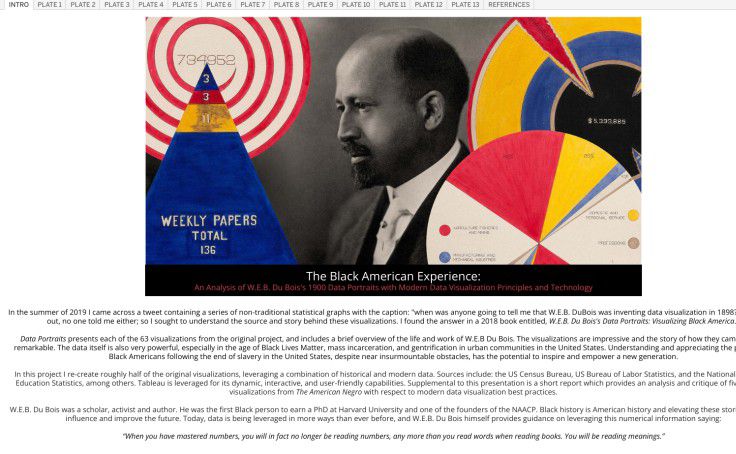 INTRO PLATE 1 PLATE 2 PLATE 3 PLATE 4 PLATE 5 PLATE 6 PLATE 7 PLATE 8 PLATE 9 PLATE 10 PLATE 11 PLATE 12 PLATE 13 REFERENCES
734952
3
3
11
WEEKLY PAPERS
TOTAL
136
$5,393,885
AGRICULTURE FISHERIES
AND MINING
MANUFACTURING AND
MECHANICAL INDUSTRIES
DOMESTIC AND
PERSONAL SERVICE
PROFESSIONS
The Black American Experience:
An Analysis of W.E.B. Du Bois's 1900 Data Portraits with Modern Data Visualization Principles and Technology
In the summer of 2019 I came across a tweet containing a series of non-traditional statistical graphs with the caption: "when was anyone going to tell me that W.E.B. DuBois was inventing data visualization in 1898?
out, no one told me either; so I sought to understand the source and story behind these visualizations. I found the answer in a 2018 book entitled, W.E.B. Du Bois's Data Portraits: Visualizing Black America.
Data Portraits presents each of the 63 visualizations from the original project, and includes a brief overview of the life and work of W.E.B Du Bois. The visualizations are impressive and the story of how they cam
remarkable. The data itself is also very powerful, especially in the age of Black Lives Matter, mass incarceration, and gentrification in urban communities in the United States. Understanding and appreciating the p
Black Americans following the end of slavery in the United States, despite near insurmountable obstacles, has the potential to inspire and empower a new generation.
In this project I re-create roughly half of the original visualizations, leveraging a combination of historical and modern data. Sources include: the US Census Bureau, US Bureau of Labor Statistics, and the National
Education Statistics, among others. Tableau is leveraged for its dynamic, interactive, and user-friendly capabilities. Supplemental to this presentation is a short report which provides an analysis and critique of fiv
visualizations from The American Negro with respect to modern data visualization best practices.
W.E.B. Du Bois was a scholar, activist and author. He was the first Black person to earn a PhD at Harvard University and one of the founders of the NAACP. Black history is American history and elevating these stor
influence and improve the future. Today, data is being leveraged in more ways than ever before, and W.E.B. Du Bois himself provides guidance on leveraging this numerical information saying:
"When you have mastered numbers, you will in fact no longer be reading numbers, any more than you read words when reading books. You will be reading meanings."